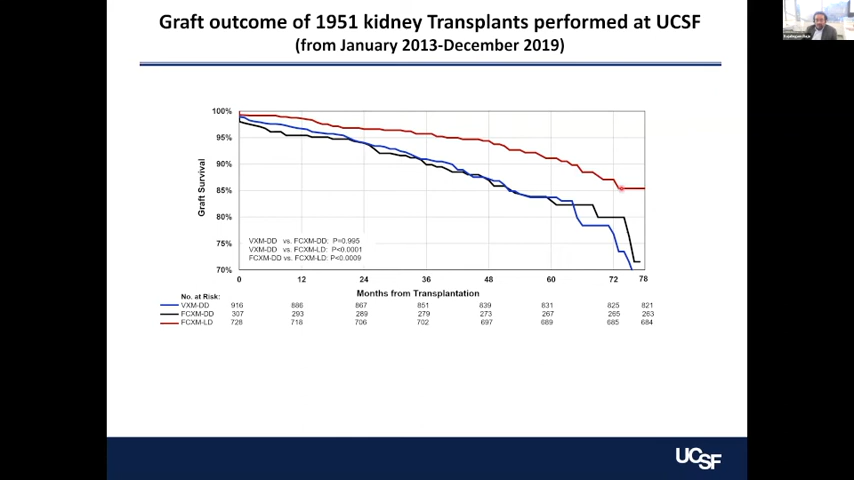 Graft outcome of 1951 kidney Transplants performed at UCSF
(from January 2013-December 2019)
100%
95%
90%
85%
80%
75%
70%
Graft Survival
VXM-DD vs. FCXM-DD: P=0.995
VXM-DD vs. FCXM-LD: P<0.0001
FCXM-DD vs. FCXM-LD: P<0.0009
0 12 24 36 48 60 72 78
Months from Transplantation
No. at Risk:
VXM-DD 916 886 867 851 839 831 825 821
FCXM-DD 307 293 289 279 273 267 265 263
FCXM-LD 728 718 706 702 697 689 685 684
UCSF